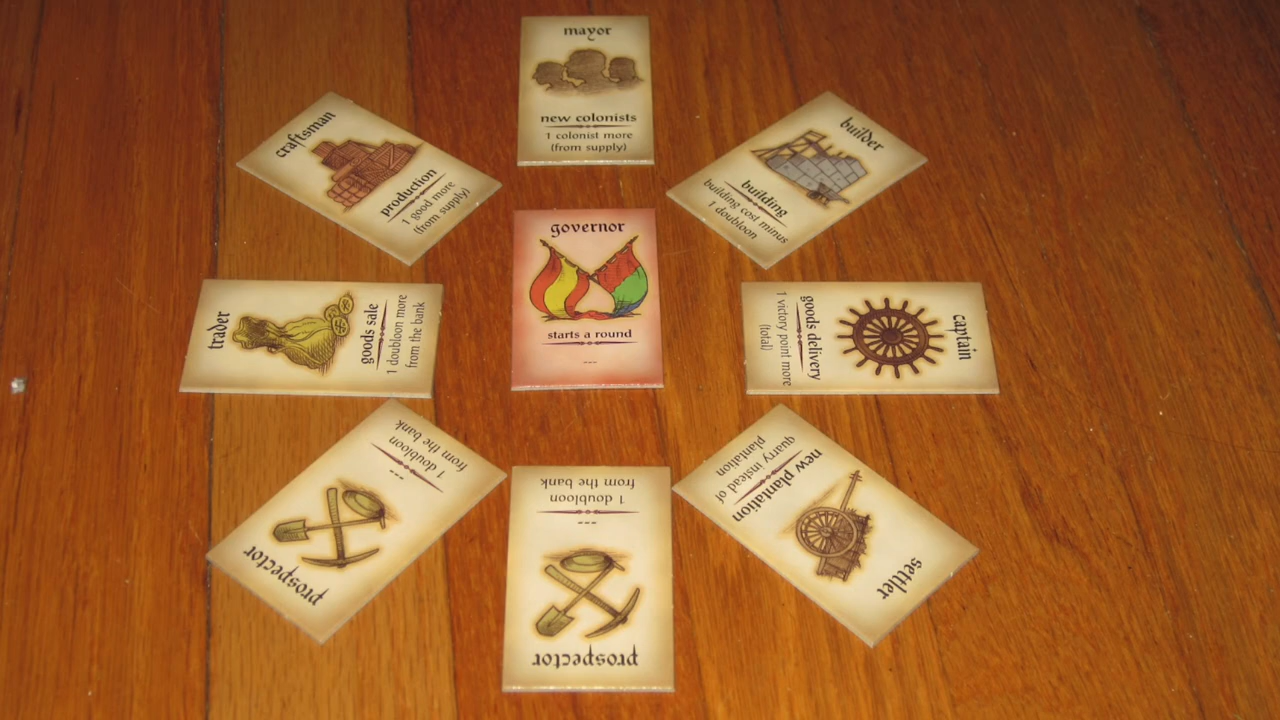 mayor
new colonists
1 colonist more
(from supply)
craftsman
production
1 good more
(from supply)
builder
building
building cost minus
1 doubloon
governor
starts a round
---
trader
goods sale
1 doubloon more
from the bank
captain
goods delivery
1 victory point more
(total)
prospector
---
1 doubloon
from the bank
prospector
---
1 doubloon
from the bank
settler
new plantation
quarry instead of
plantation